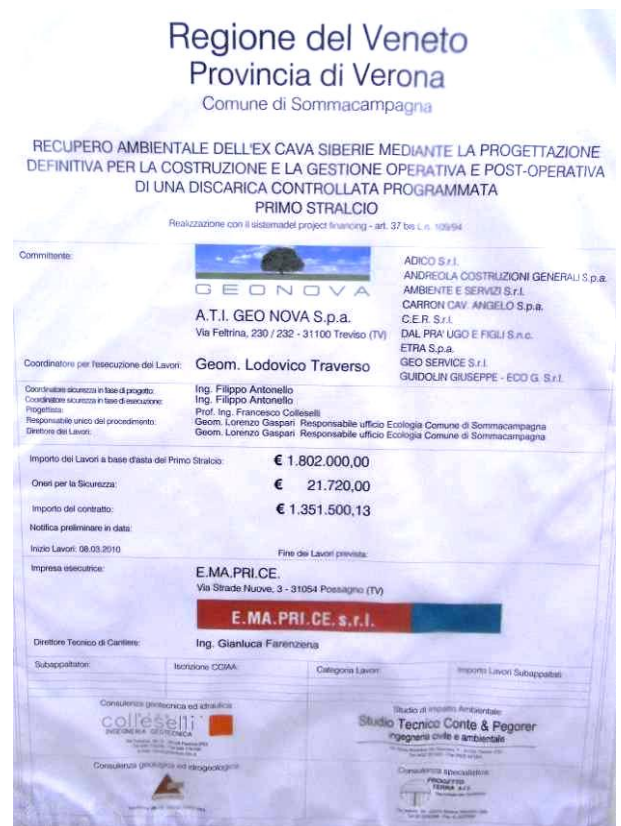 Regione del Veneto
Provincia di Verona
Comune di Sommacampagna
RECUPERO AMBIENTALE DELL'EX CAVA SIBERIE MEDIANTE LA PROGETTAZIONE
DEFINITIVA PER LA COSTRUZIONE E LA GESTIONE OPERATIVA E POST-OPERATIVA
DI UNA DISCARICA CONTROLLATA PROGRAMMATA
PRIMO STRALCIO
Realizzazione con il sistemadel project financing - art. 37 bis L.n. 109/94
Committente:
GEONOVA
A.T.I. GEO NOVA S.p.a.
Via Feltrina, 230 / 232 - 31100 Treviso (TV)
ADICO S.r.l.
ANDREOLA COSTRUZIONI GENERALI S.p.a.
AMBIENTE E SERVIZI S.r.l.
CARRON CAV. ANGELO S.p.a.
C.E.R. S.r.l.
DAL PRA' UGO E FIGLI S.n.c.
ETRA S.p.a.
GEO SERVICE S.r.l.
GUIDOLIN GIUSEPPE - ECO G. S.r.l.
Coordinatore per l'esecuzione dei Lavori: Geom. Lodovico Traverso
Coordinatore sicurezza in fase di progetto: Ing. Filippo Antonello
Coordinatore sicurezza in fase di esecuzione: Ing. Filippo Antonello
Progettista: Prof. Ing. Francesco Colleselli
Responsabile unico del procedimento: Geom. Lorenzo Gaspari Responsabile ufficio Ecologia Comune di Sommacampagna
Direttore dei Lavori: Geom. Lorenzo Gaspari Responsabile ufficio Ecologia Comune di Sommacampagna
Importo dei Lavori a base d'asta del Primo Stralcio: € 1.802.000,00
Oneri per la Sicurezza: € 21.720,00
Importo del contratto: € 1.351.500,13
Notifica preliminare in data:
Inizio Lavori: 08.03.2010 Fine dei Lavori prevista:
Impresa esecutrice: E.MA.PRI.CE.
Via Strade Nuove, 3 - 31054 Possagno (TV)
E.MA.PRI.CE. s.r.l.
Direttore Tecnico di Cantiere: Ing. Gianluca Farenzena
Subappaltatori: Iscrizione CCIAA: Categoria Lavori: Importo Lavori Subappaltati:
Consulenza geotecnica ed idraulica
colleselli
INGEGNERIA GEOTECNICA
Studio di Impatto Ambientale:
Studio Tecnico Conte & Pegorer
ingegneria civile e ambientale
Consulenza geologica ed idrogeologica:
Consulenza specialistica:
PROGETTO
TERRA s.r.l.